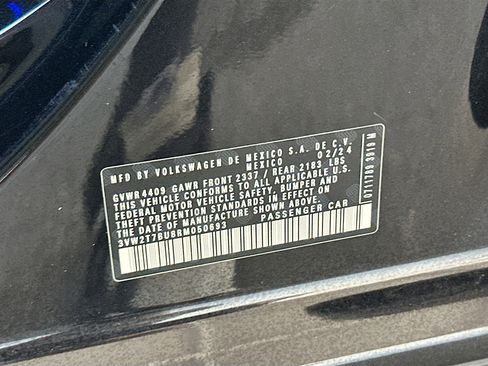 MFD BY VOLKSWAGEN DE MEXICO S.A. DE C.V.
MEXICO 02/24
GVWR4409 GAWR FRONT 2337 / REAR 2183 LBS
THIS VEHICLE CONFORMS TO ALL APPLICABLE U.S.
FEDERAL MOTOR VEHICLE SAFETY, BUMPER AND
THEFT PREVENTION STANDARDS IN EFFECT ON
THE DATE OF MANUFACTURE SHOWN ABOVE.
3VW2T7BU8RM050693 PASSENGER CAR